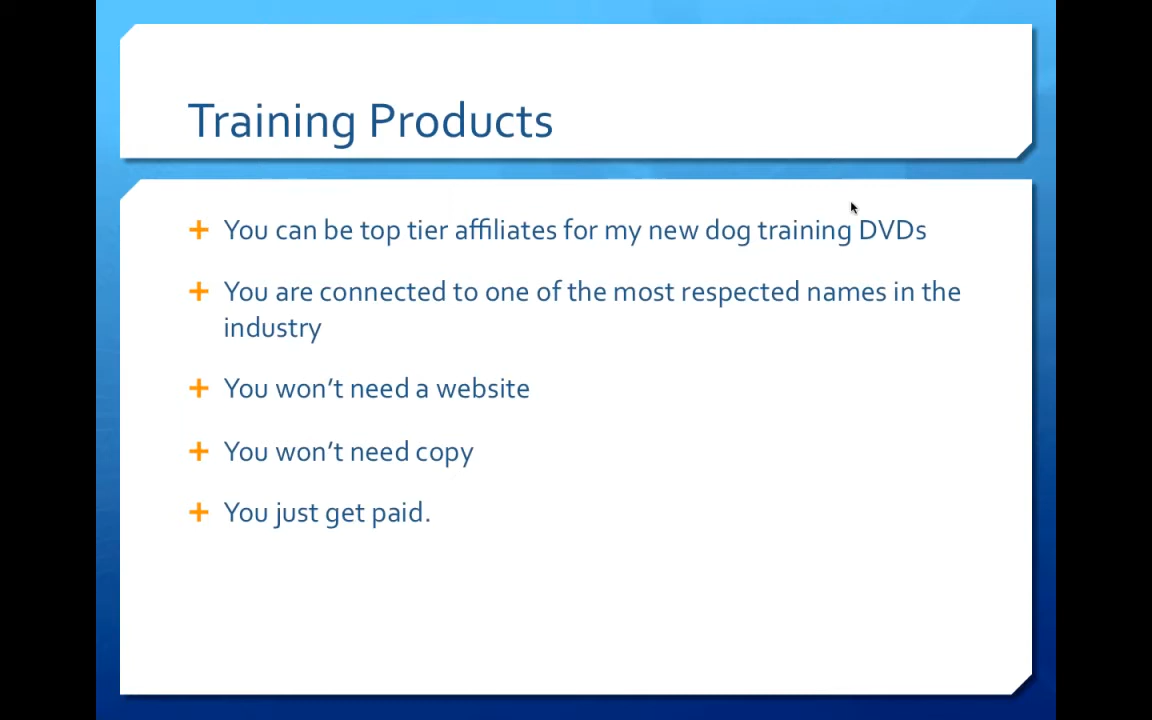 Training Products
You can be top tier affiliates for my new dog training DVDs
You are connected to one of the most respected names in the
industry
You won’t need a website
You won’t need copy
You just get paid.